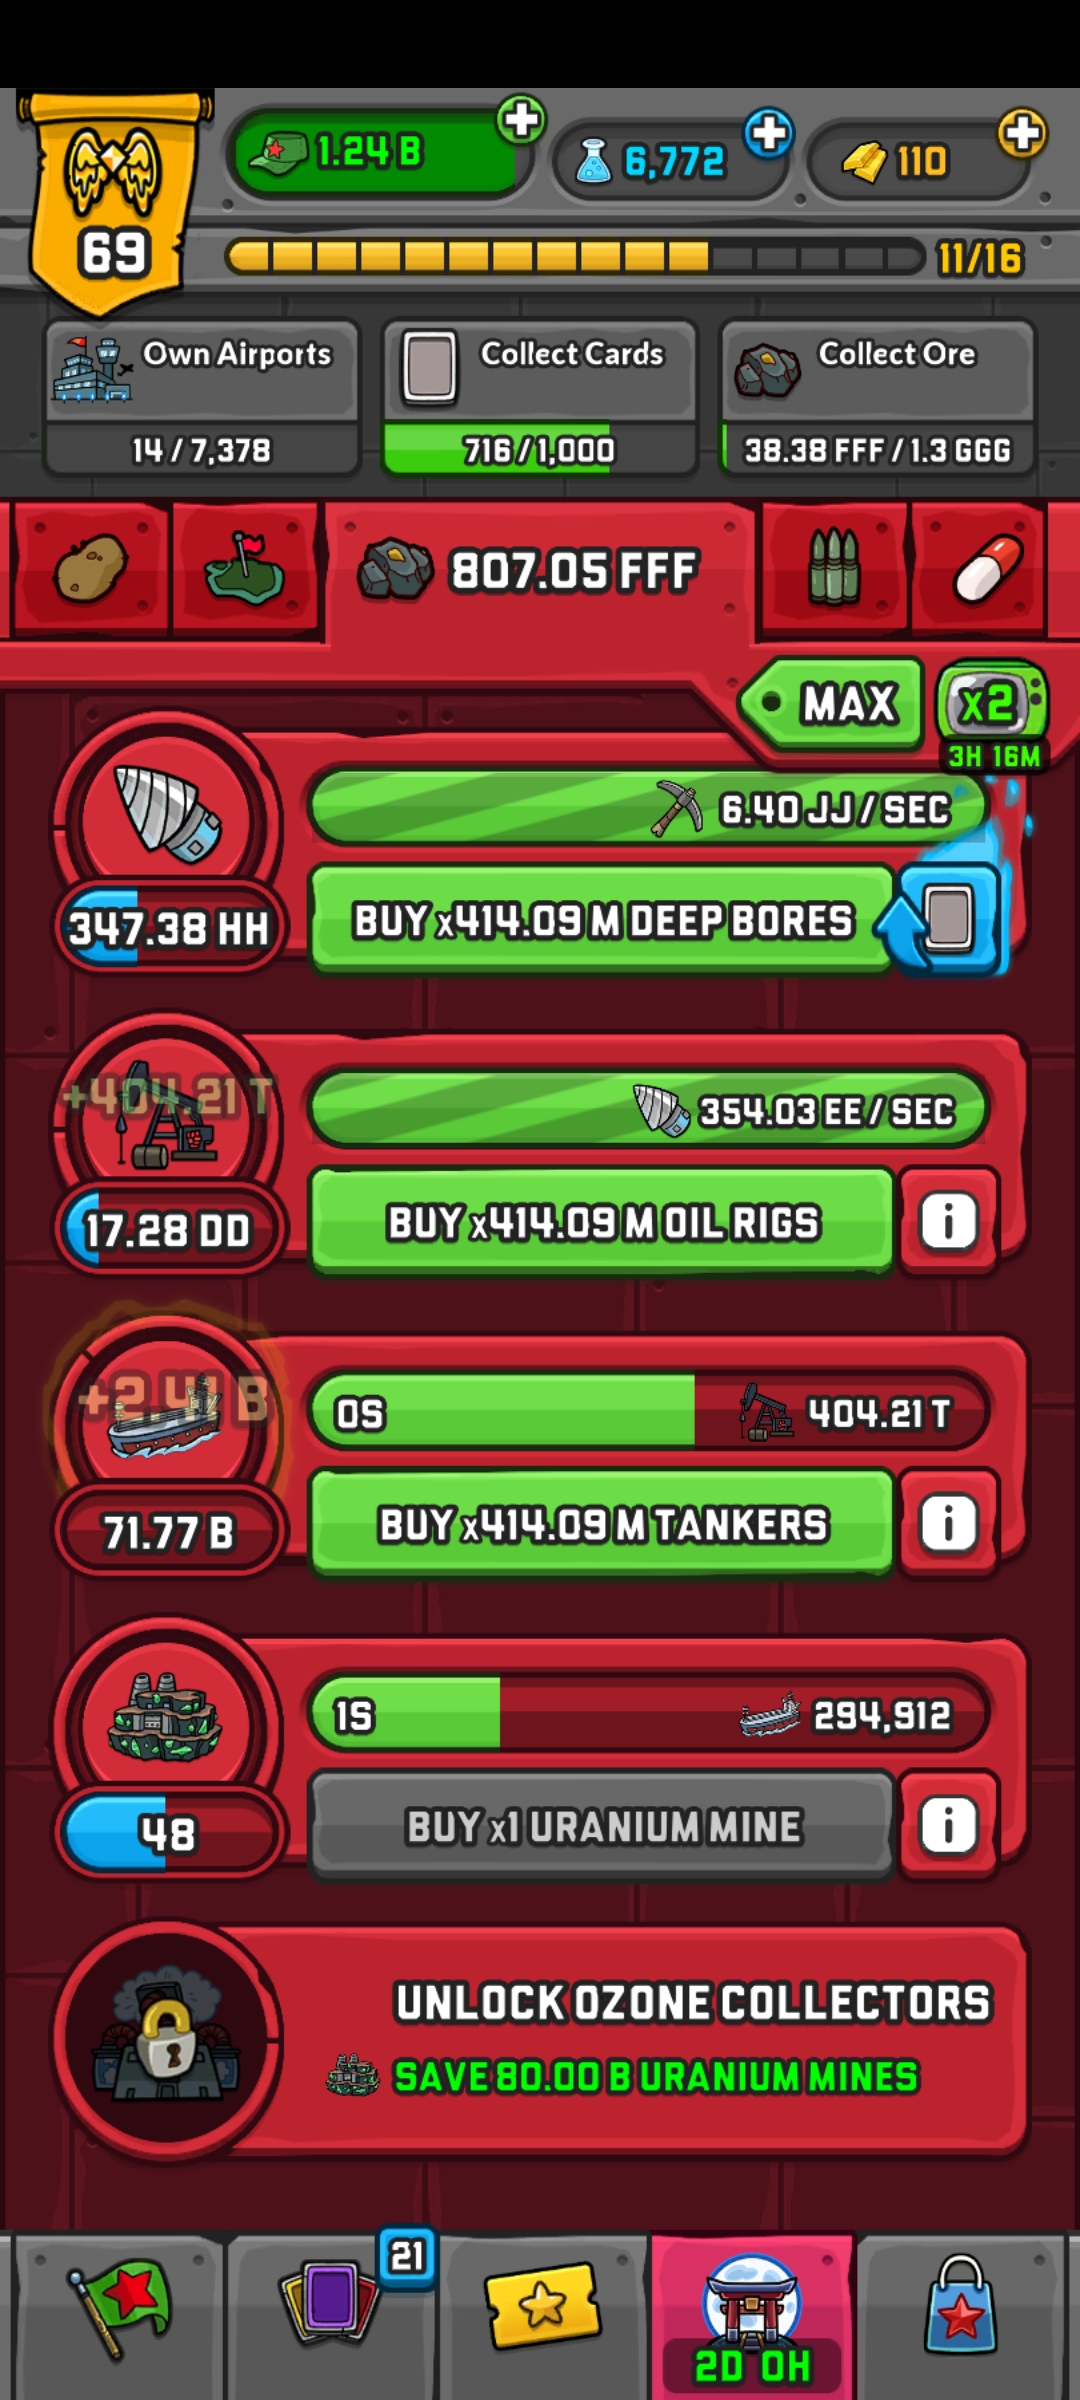 1.24 B
6,772
110
69
11/16
Own Airports
14 / 7,378
Collect Cards
716 / 1,000
Collect Ore
38.38 FFF / 1.3 GGG
807.05 FFF
MAX
x2
3H 16M
6.40 JJ / SEC
347.38 HH
BUY x414.09 M DEEP BORES
+404.21 T
354.03 EE / SEC
17.28 DD
BUY x414.09 M OIL RIGS
i
+2.41 B
0S
404.21 T
71.77 B
BUY x414.09 M TANKERS
i
1S
294,912
48
BUY x1 URANIUM MINE
i
UNLOCK OZONE COLLECTORS
SAVE 80.00 B URANIUM MINES
21
2D 0H